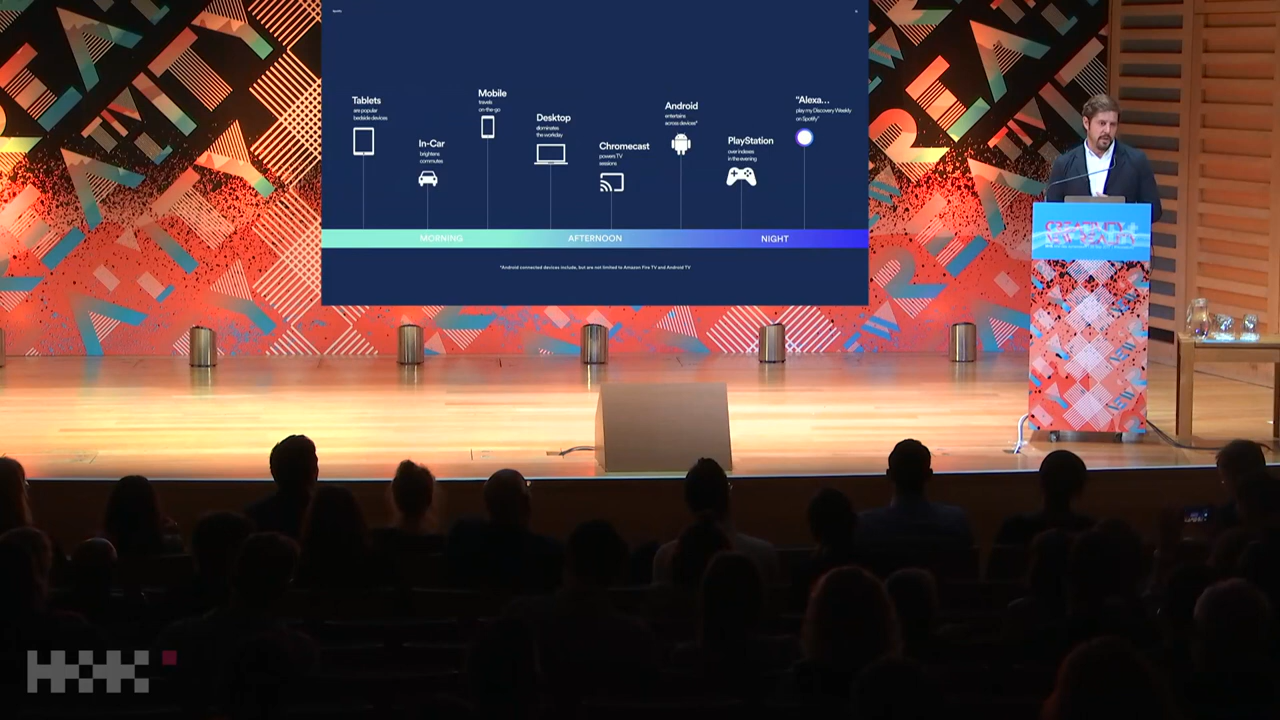 Spotify
Tablets
are popular
bedside devices
In-Car
brightens
commutes
Mobile
travels
on-the-go
Desktop
dominates
the workday
Chromecast
powers TV
sessions
Android
entertains
across devices*
PlayStation
over indexes
in the evening
"Alexa...
play my Discovery Weekly
on Spotify"
MORNING
AFTERNOON
NIGHT
*Android connected devices include, but are not limited to Amazon Fire TV and Android TV